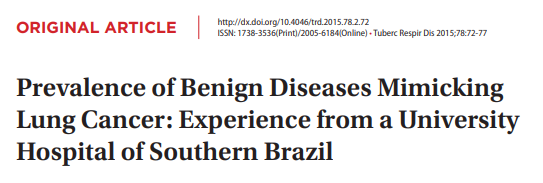 ORIGINAL ARTICLE
http://dx.doi.org/10.4046/trd.2015.78.2.72
ISSN: 1738-3536(Print)/2005-6184(Online) • Tuberc Respir Dis 2015;78:72-77
Prevalence of Benign Diseases Mimicking
Lung Cancer: Experience from a University
Hospital of Southern Brazil